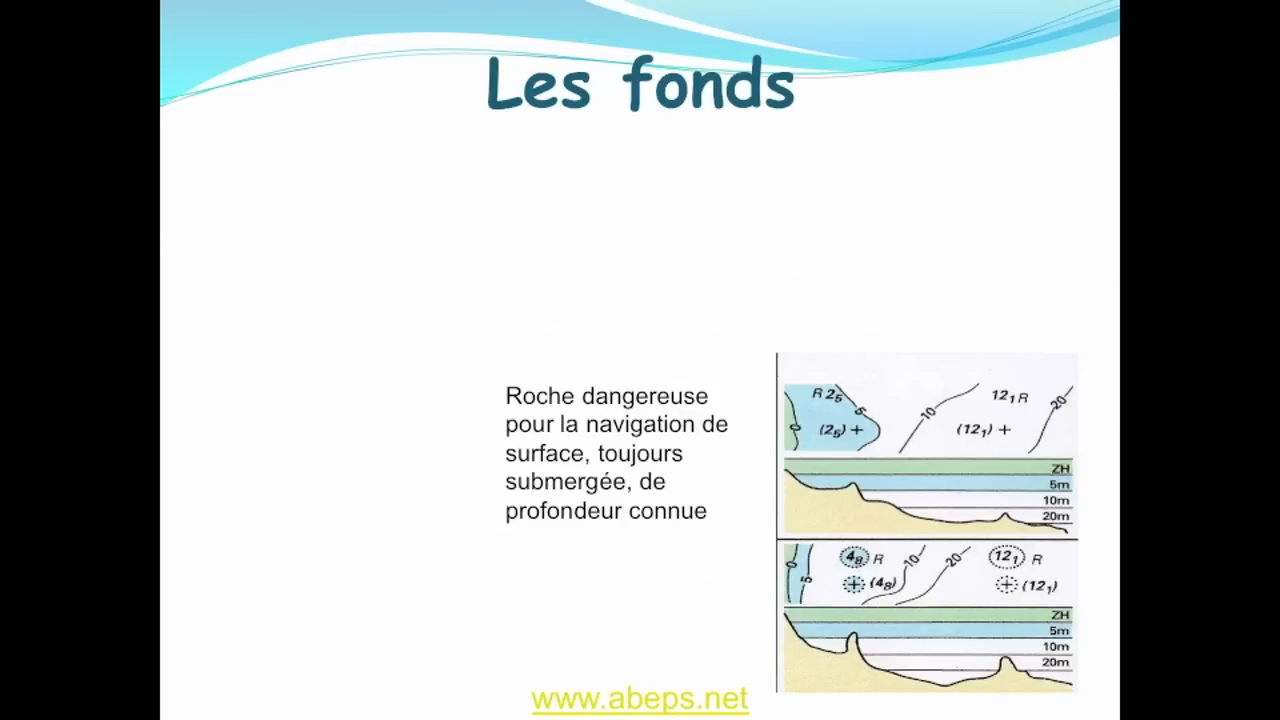 Les fonds
Roche dangereuse
pour la navigation de
surface, toujours
submergée, de
profondeur connue
R 2₅ 5 10 12₁ R 20
0 (2₅) + (12₁) +
ZH
5m
10m
20m
0 5 4₈ R 10 20 12₁ R
+ (4₈) + (12₁)
ZH
5m
10m
20m
www.abeps.net